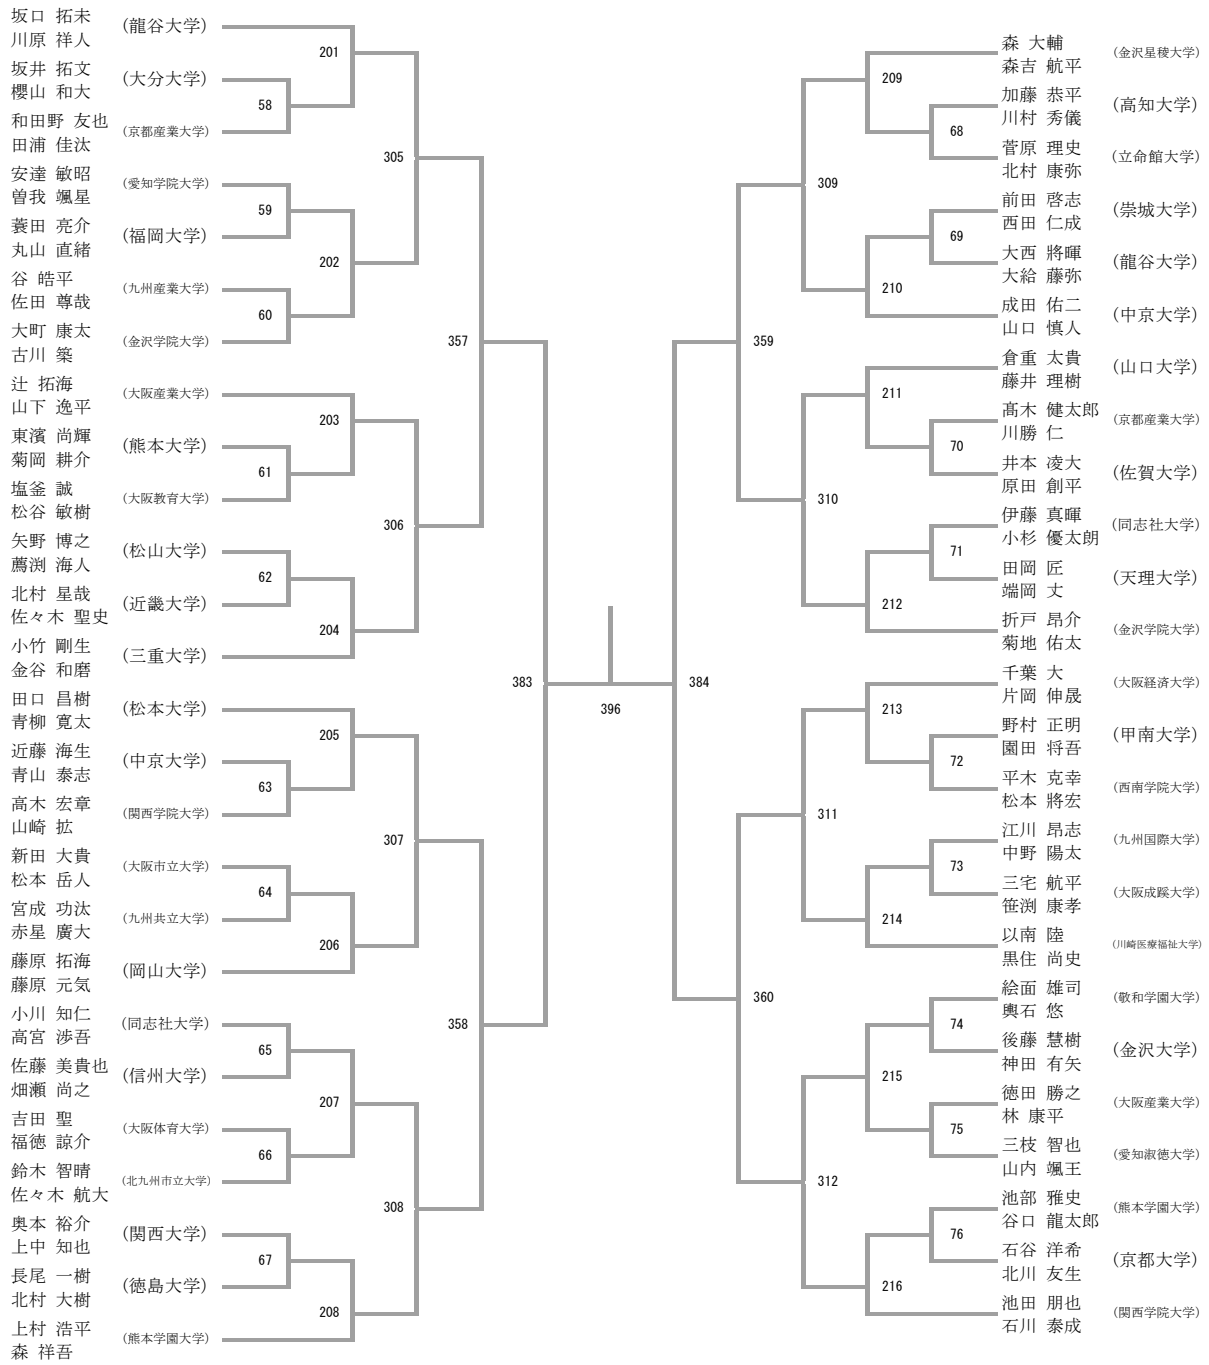 坂口 拓未
川原 祥人
(龍谷大学)
坂井 拓文
櫻山 和大
(大分大学)
和田野 友也
田浦 佳汰
(京都産業大学)
安達 敏昭
曽我 颯星
(愛知学院大学)
蓑田 亮介
丸山 直緒
(福岡大学)
谷 皓平
佐田 尊哉
(九州産業大学)
大町 康太
古川 築
(金沢学院大学)
辻 拓海
山下 逸平
(大阪産業大学)
東濱 尚輝
菊岡 耕介
(熊本大学)
塩釜 誠
松谷 敏樹
(大阪教育大学)
矢野 博之
薦渕 海人
(松山大学)
北村 星哉
佐々木 聖史
(近畿大学)
小竹 剛生
金谷 和磨
(三重大学)
田口 昌樹
青柳 寛太
(松本大学)
近藤 海生
青山 泰志
(中京大学)
高木 宏章
山崎 拡
(関西学院大学)
新田 大貴
松本 岳人
(大阪市立大学)
宮成 功汰
赤星 廣大
(九州共立大学)
藤原 拓海
藤原 元気
(岡山大学)
小川 知仁
高宮 渉吾
(同志社大学)
佐藤 美貴也
畑瀬 尚之
(信州大学)
吉田 聖
福徳 諒介
(大阪体育大学)
鈴木 智晴
佐々木 航大
(北九州市立大学)
奥本 裕介
上中 知也
(関西大学)
長尾 一樹
北村 大樹
(徳島大学)
上村 浩平
森 祥吾
(熊本学園大学)
58
59
60
61
62
63
64
65
66
67
201
202
203
204
205
206
207
208
305
306
307
308
357
358
383
396
384
359
360
309
310
311
312
209
210
211
212
213
214
215
216
68
69
70
71
72
73
74
75
76
森 大輔
森吉 航平
(金沢星稜大学)
加藤 恭平
川村 秀儀
(高知大学)
菅原 理史
北村 康弥
(立命館大学)
前田 啓志
西田 仁成
(崇城大学)
大西 將暉
大給 藤弥
(龍谷大学)
成田 佑二
山口 慎人
(中京大学)
倉重 太貴
藤井 理樹
(山口大学)
髙木 健太郎
川勝 仁
(京都産業大学)
井本 凌大
原田 創平
(佐賀大学)
伊藤 真暉
小杉 優太朗
(同志社大学)
田岡 匠
端岡 丈
(天理大学)
折戸 昂介
菊地 佑太
(金沢学院大学)
千葉 大
片岡 伸晟
(大阪経済大学)
野村 正明
園田 将吾
(甲南大学)
平木 克幸
松本 將宏
(西南学院大学)
江川 昂志
中野 陽太
(九州国際大学)
三宅 航平
笹渕 康孝
(大阪成蹊大学)
以南 陸
黒住 尚史
(川崎医療福祉大学)
絵面 雄司
輿石 悠
(敬和学園大学)
後藤 慧樹
神田 有矢
(金沢大学)
徳田 勝之
林 康平
(大阪産業大学)
三枝 智也
山内 颯王
(愛知淑徳大学)
池部 雅史
谷口 龍太郎
(熊本学園大学)
石谷 洋希
北川 友生
(京都大学)
池田 朋也
石川 泰成
(関西学院大学)